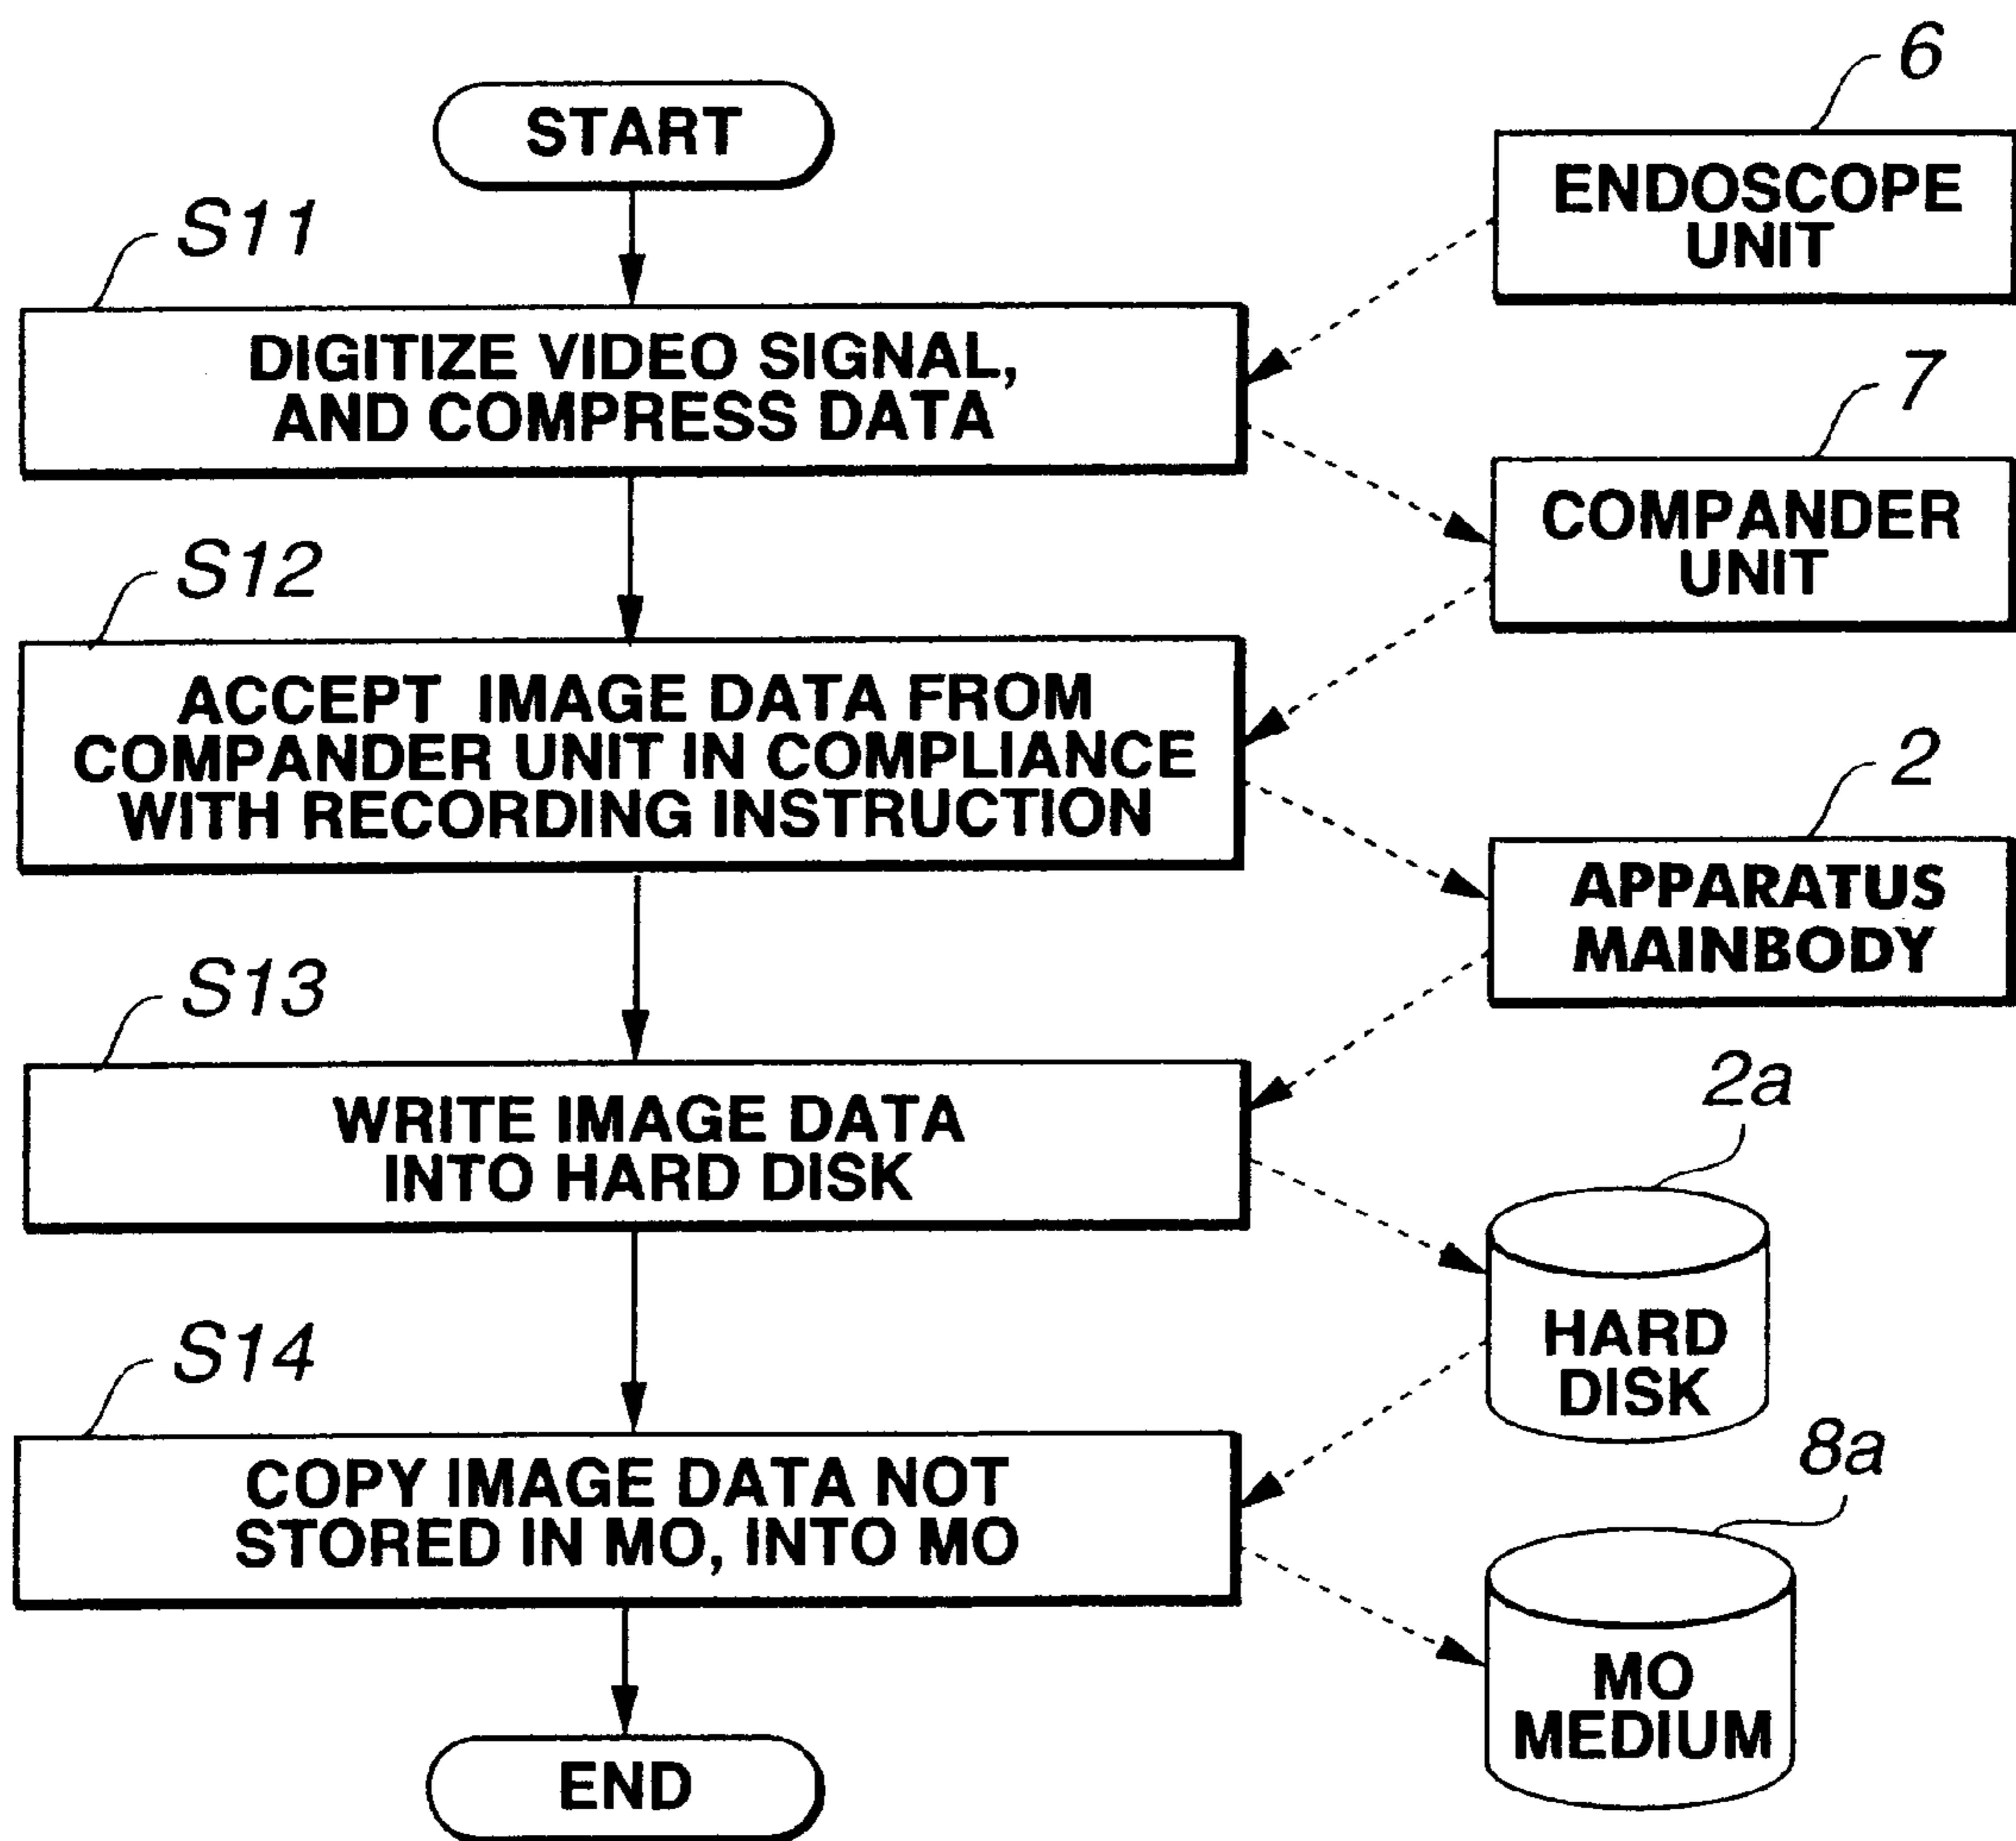 START
S11
DIGITIZE VIDEO SIGNAL,
AND COMPRESS DATA
S12
ACCEPT IMAGE DATA FROM
COMPANDER UNIT IN COMPLIANCE
WITH RECORDING INSTRUCTION
S13
WRITE IMAGE DATA
INTO HARD DISK
S14
COPY IMAGE DATA NOT
STORED IN MO, INTO MO
END
6
ENDOSCOPE
UNIT
7
COMPANDER
UNIT
2
APPARATUS
MAINBODY
2a
HARD
DISK
8a
MO
MEDIUM